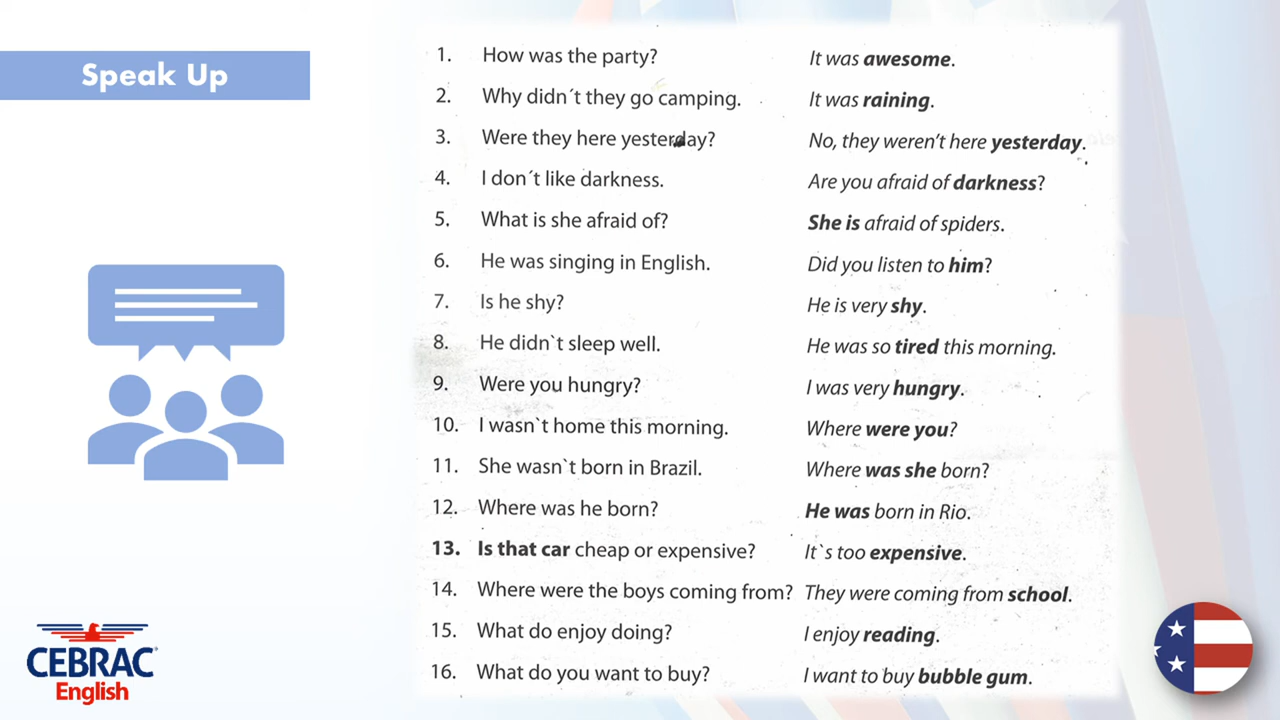 Speak Up
1. How was the party? It was awesome.
2. Why didn´t they go camping. It was raining.
3. Were they here yesterday? No, they weren't here yesterday.
4. I don´t like darkness. Are you afraid of darkness?
5. What is she afraid of? She is afraid of spiders.
6. He was singing in English. Did you listen to him?
7. Is he shy? He is very shy.
8. He didn`t sleep well. He was so tired this morning.
9. Were you hungry? I was very hungry.
10. I wasn`t home this morning. Where were you?
11. She wasn`t born in Brazil. Where was she born?
12. Where was he born? He was born in Rio.
13. Is that car cheap or expensive? It`s too expensive.
14. Where were the boys coming from? They were coming from school.
15. What do enjoy doing? I enjoy reading.
16. What do you want to buy? I want to buy bubble gum.
CEBRAC
English